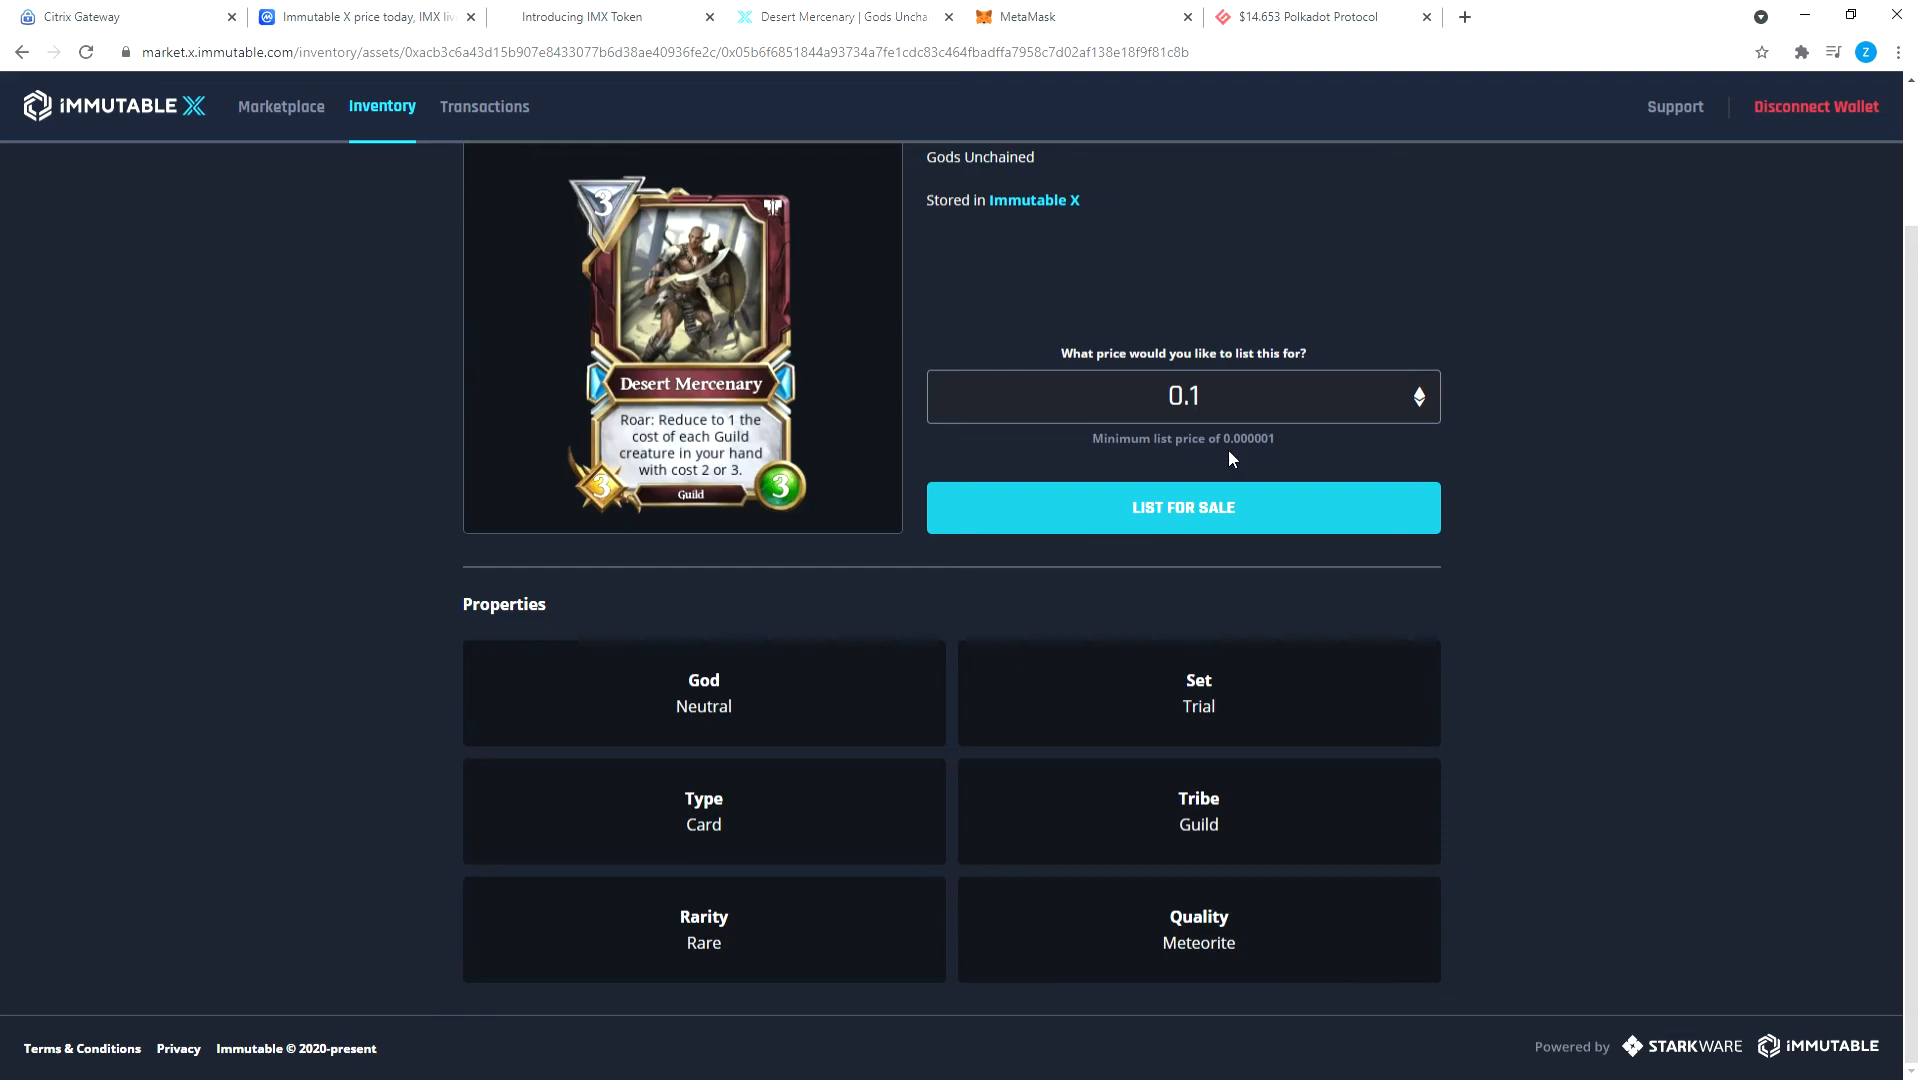 Citrix Gateway
Immutable X price today, IMX liv
Introducing IMX Token
Desert Mercenary | Gods Uncha
MetaMask
$14.653 Polkadot Protocol
market.x.immutable.com/inventory/assets/0xacb3c6a43d15b907e8433077b6d38ae40936fe2c/0x05b6f6851844a93734a7fe1cdc83c464fbadffa7958c7d02af138e18f9f81c8b
Z
IMMUTABLE X
Marketplace
Inventory
Transactions
Support
Disconnect Wallet
Gods Unchained
Stored in Immutable X
3
Desert Mercenary
Roar: Reduce to 1 the
cost of each Guild
creature in your hand
with cost 2 or 3.
3
Guild
3
What price would you like to list this for?
0.1
Minimum list price of 0.000001
LIST FOR SALE
Properties
God
Neutral
Set
Trial
Type
Card
Tribe
Guild
Rarity
Rare
Quality
Meteorite
Terms & Conditions
Privacy
Immutable © 2020-present
Powered by
STARKWARE
IMMUTABLE